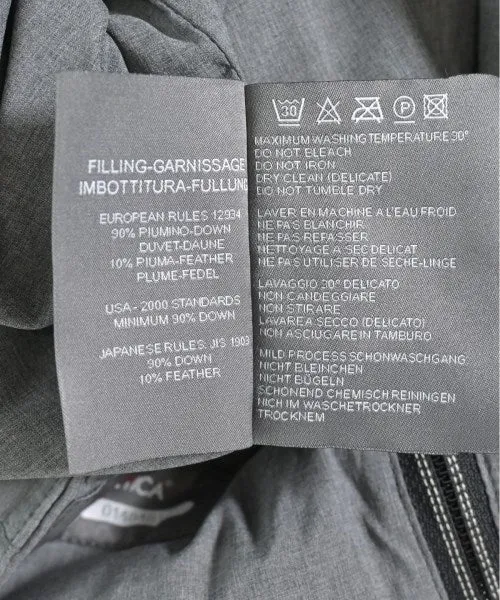 FILLING-GARNISSAGE
IMBOTTITURA-FULLUNG
EUROPEAN RULES 12934
90% PIUMINO-DOWN
DUVET-DAUNE
10% PIUMA-FEATHER
PLUME-FEDEL
USA - 2000 STANDARDS
MINIMUM 90% DOWN
JAPANESE RULES: JIS 1903
90% DOWN
10% FEATHER
30
P
MAXIMUM WASHING TEMPERATURE 30°
DO NOT BLEACH
DO NOT IRON
DRY CLEAN (DELICATE)
DO NOT TUMBLE DRY
LAVER EN MACHINE A L'EAU FROID
NE PAS BLANCHIR
NE PAS REPASSER
NETTOYAGE A SEC DELICAT
NE PAS UTILISER DE SECHE-LINGE
LAVAGGIO 30° DELICATO
NON CANDEGGIARE
NON STIRARE
LAVARE A SECCO (DELICATO)
NON ASCIUGARE IN TAMBURO
MILD PROCESS SCHONWASCHGANG
NICHT BLEINCHEN
NICHT BÜGELN
SCHONEND CHEMISCH REININGEN
NICH IM WASCHETROCKNER
TROCKNEM